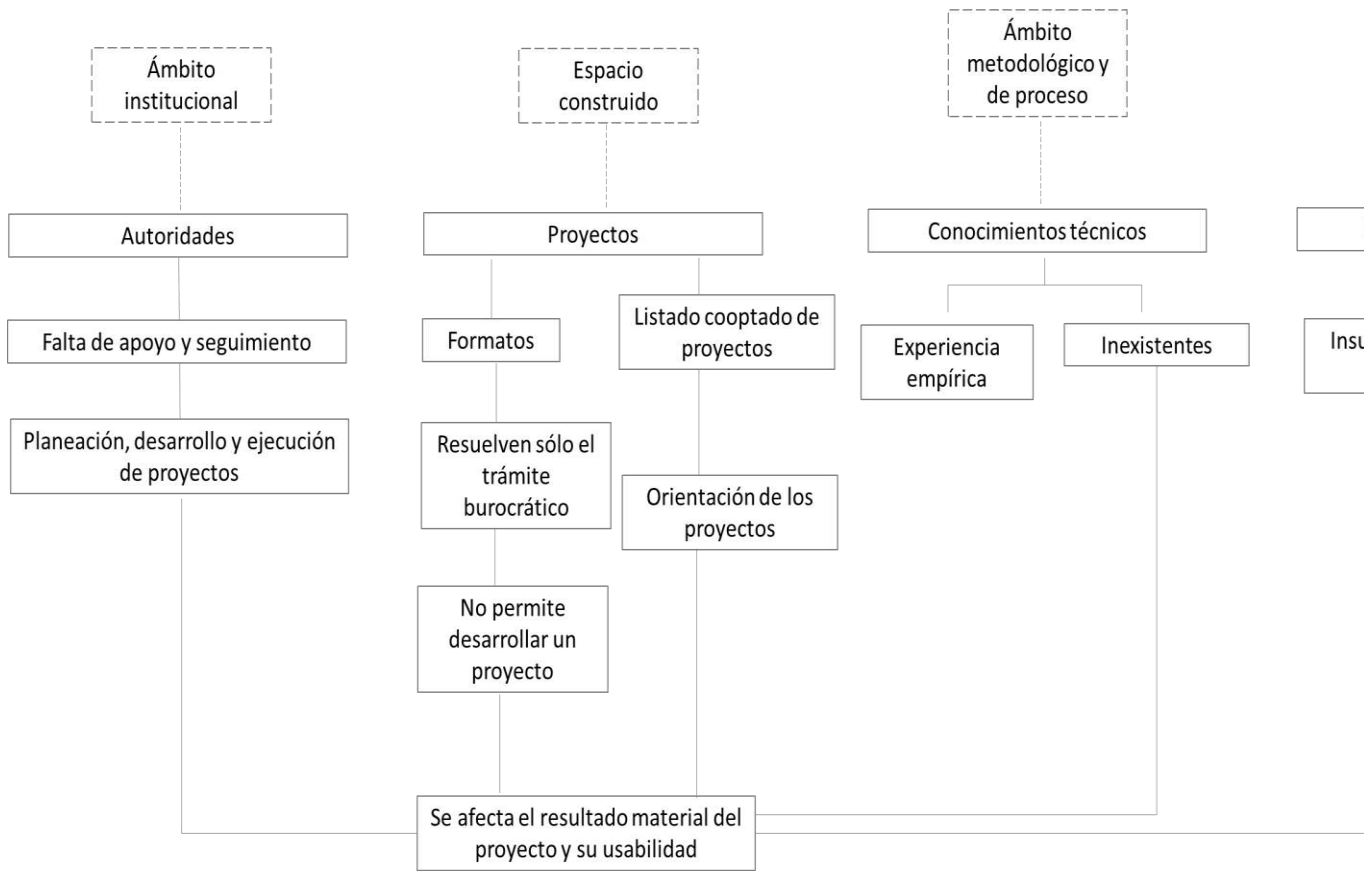 Ámbito
institucional
Espacio
construido
Ámbito
metodológico y
de proceso
Autoridades
Proyectos
Conocimientos técnicos
Falta de apoyo y seguimiento
Formatos
Listado cooptado de
proyectos
Experiencia
empírica
Inexistentes
Planeación, desarrollo y ejecución
de proyectos
Resuelven sólo el
trámite
burocrático
Orientación de los
proyectos
No permite
desarrollar un
proyecto
Se afecta el resultado material del
proyecto y su usabilidad